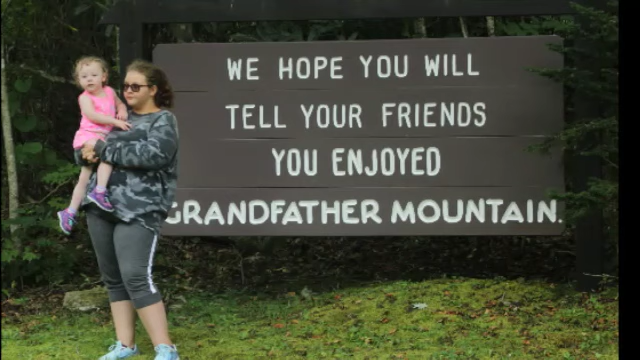 WE HOPE YOU WILL
TELL YOUR FRIENDS
YOU ENJOYED
GRANDFATHER MOUNTAIN.